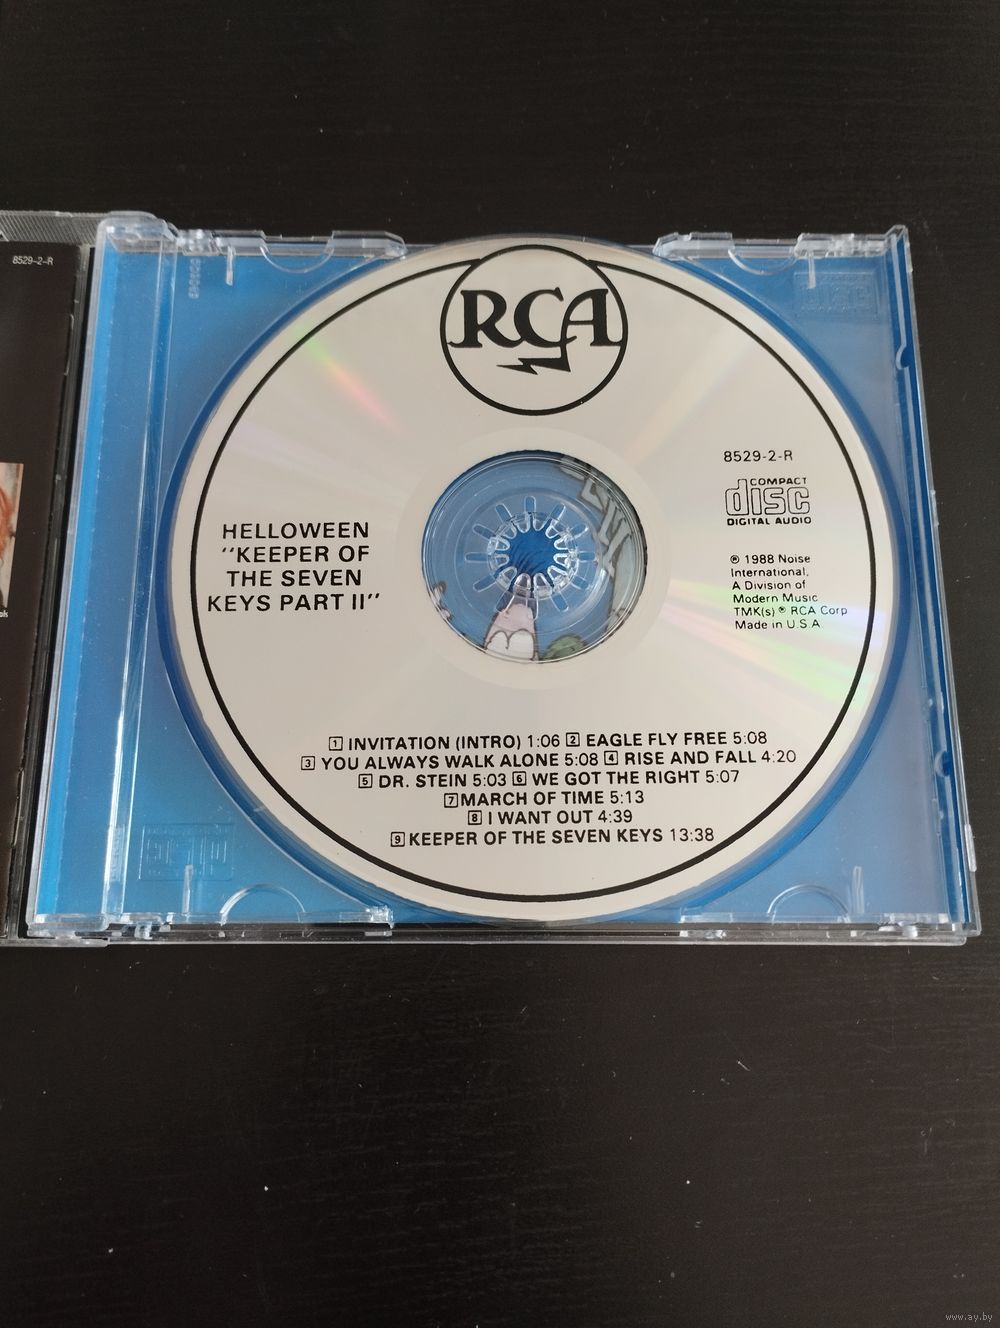 8529-2-R
RCA
8529-2-R
COMPACT
disc
DIGITAL AUDIO
HELLOWEEN
"KEEPER OF
THE SEVEN
KEYS PART II"
℗ 1988 Noise
International,
A Division of
Modern Music
TMK(s) ® RCA Corp
Made in U.S.A.
1 INVITATION (INTRO) 1:06 2 EAGLE FLY FREE 5:08
3 YOU ALWAYS WALK ALONE 5:08 4 RISE AND FALL 4:20
5 DR. STEIN 5:03 6 WE GOT THE RIGHT 5:07
7 MARCH OF TIME 5:13
8 I WANT OUT 4:39
9 KEEPER OF THE SEVEN KEYS 13:38
www.ay.by